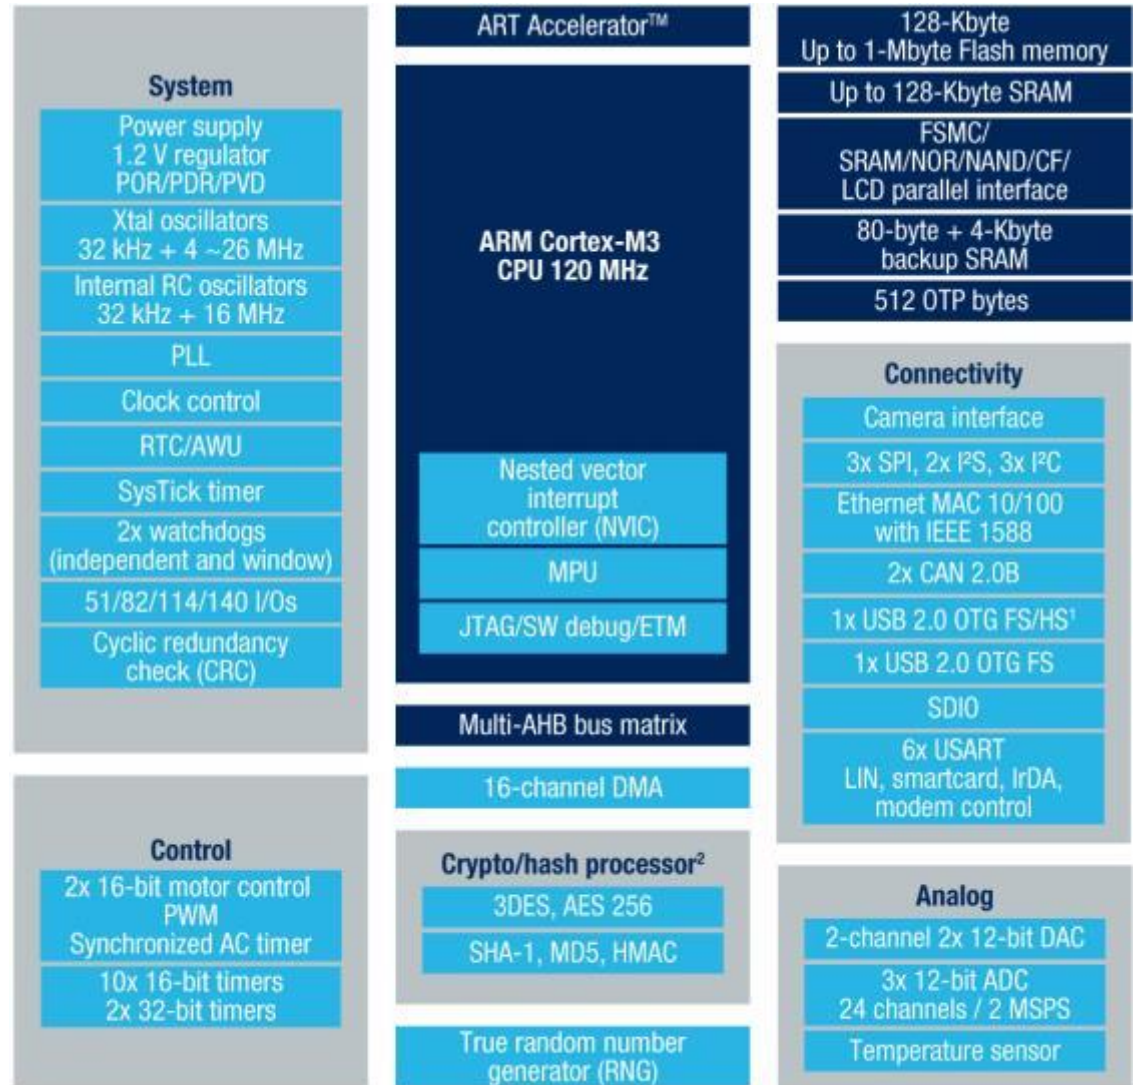 System
Power supply
1.2 V regulator
POR/PDR/PVD
Xtal oscillators
32 kHz + 4 ~26 MHz
Internal RC oscillators
32 kHz + 16 MHz
PLL
Clock control
RTC/AWU
SysTick timer
2x watchdogs
(independent and window)
51/82/114/140 I/Os
Cyclic redundancy
check (CRC)
Control
2x 16-bit motor control
PWM
Synchronized AC timer
10x 16-bit timers
2x 32-bit timers
ART Accelerator™
ARM Cortex-M3
CPU 120 MHz
Nested vector
interrupt
controller (NVIC)
MPU
JTAG/SW debug/ETM
Multi-AHB bus matrix
16-channel DMA
Crypto/hash processor²
3DES, AES 256
SHA-1, MD5, HMAC
True random number
generator (RNG)
128-Kbyte
Up to 1-Mbyte Flash memory
Up to 128-Kbyte SRAM
FSMC/
SRAM/NOR/NAND/CF/
LCD parallel interface
80-byte + 4-Kbyte
backup SRAM
512 OTP bytes
Connectivity
Camera interface
3x SPI, 2x I²S, 3x I²C
Ethernet MAC 10/100
with IEEE 1588
2x CAN 2.0B
1x USB 2.0 OTG FS/HS¹
1x USB 2.0 OTG FS
SDIO
6x USART
LIN, smartcard, IrDA,
modem control
Analog
2-channel 2x 12-bit DAC
3x 12-bit ADC
24 channels / 2 MSPS
Temperature sensor